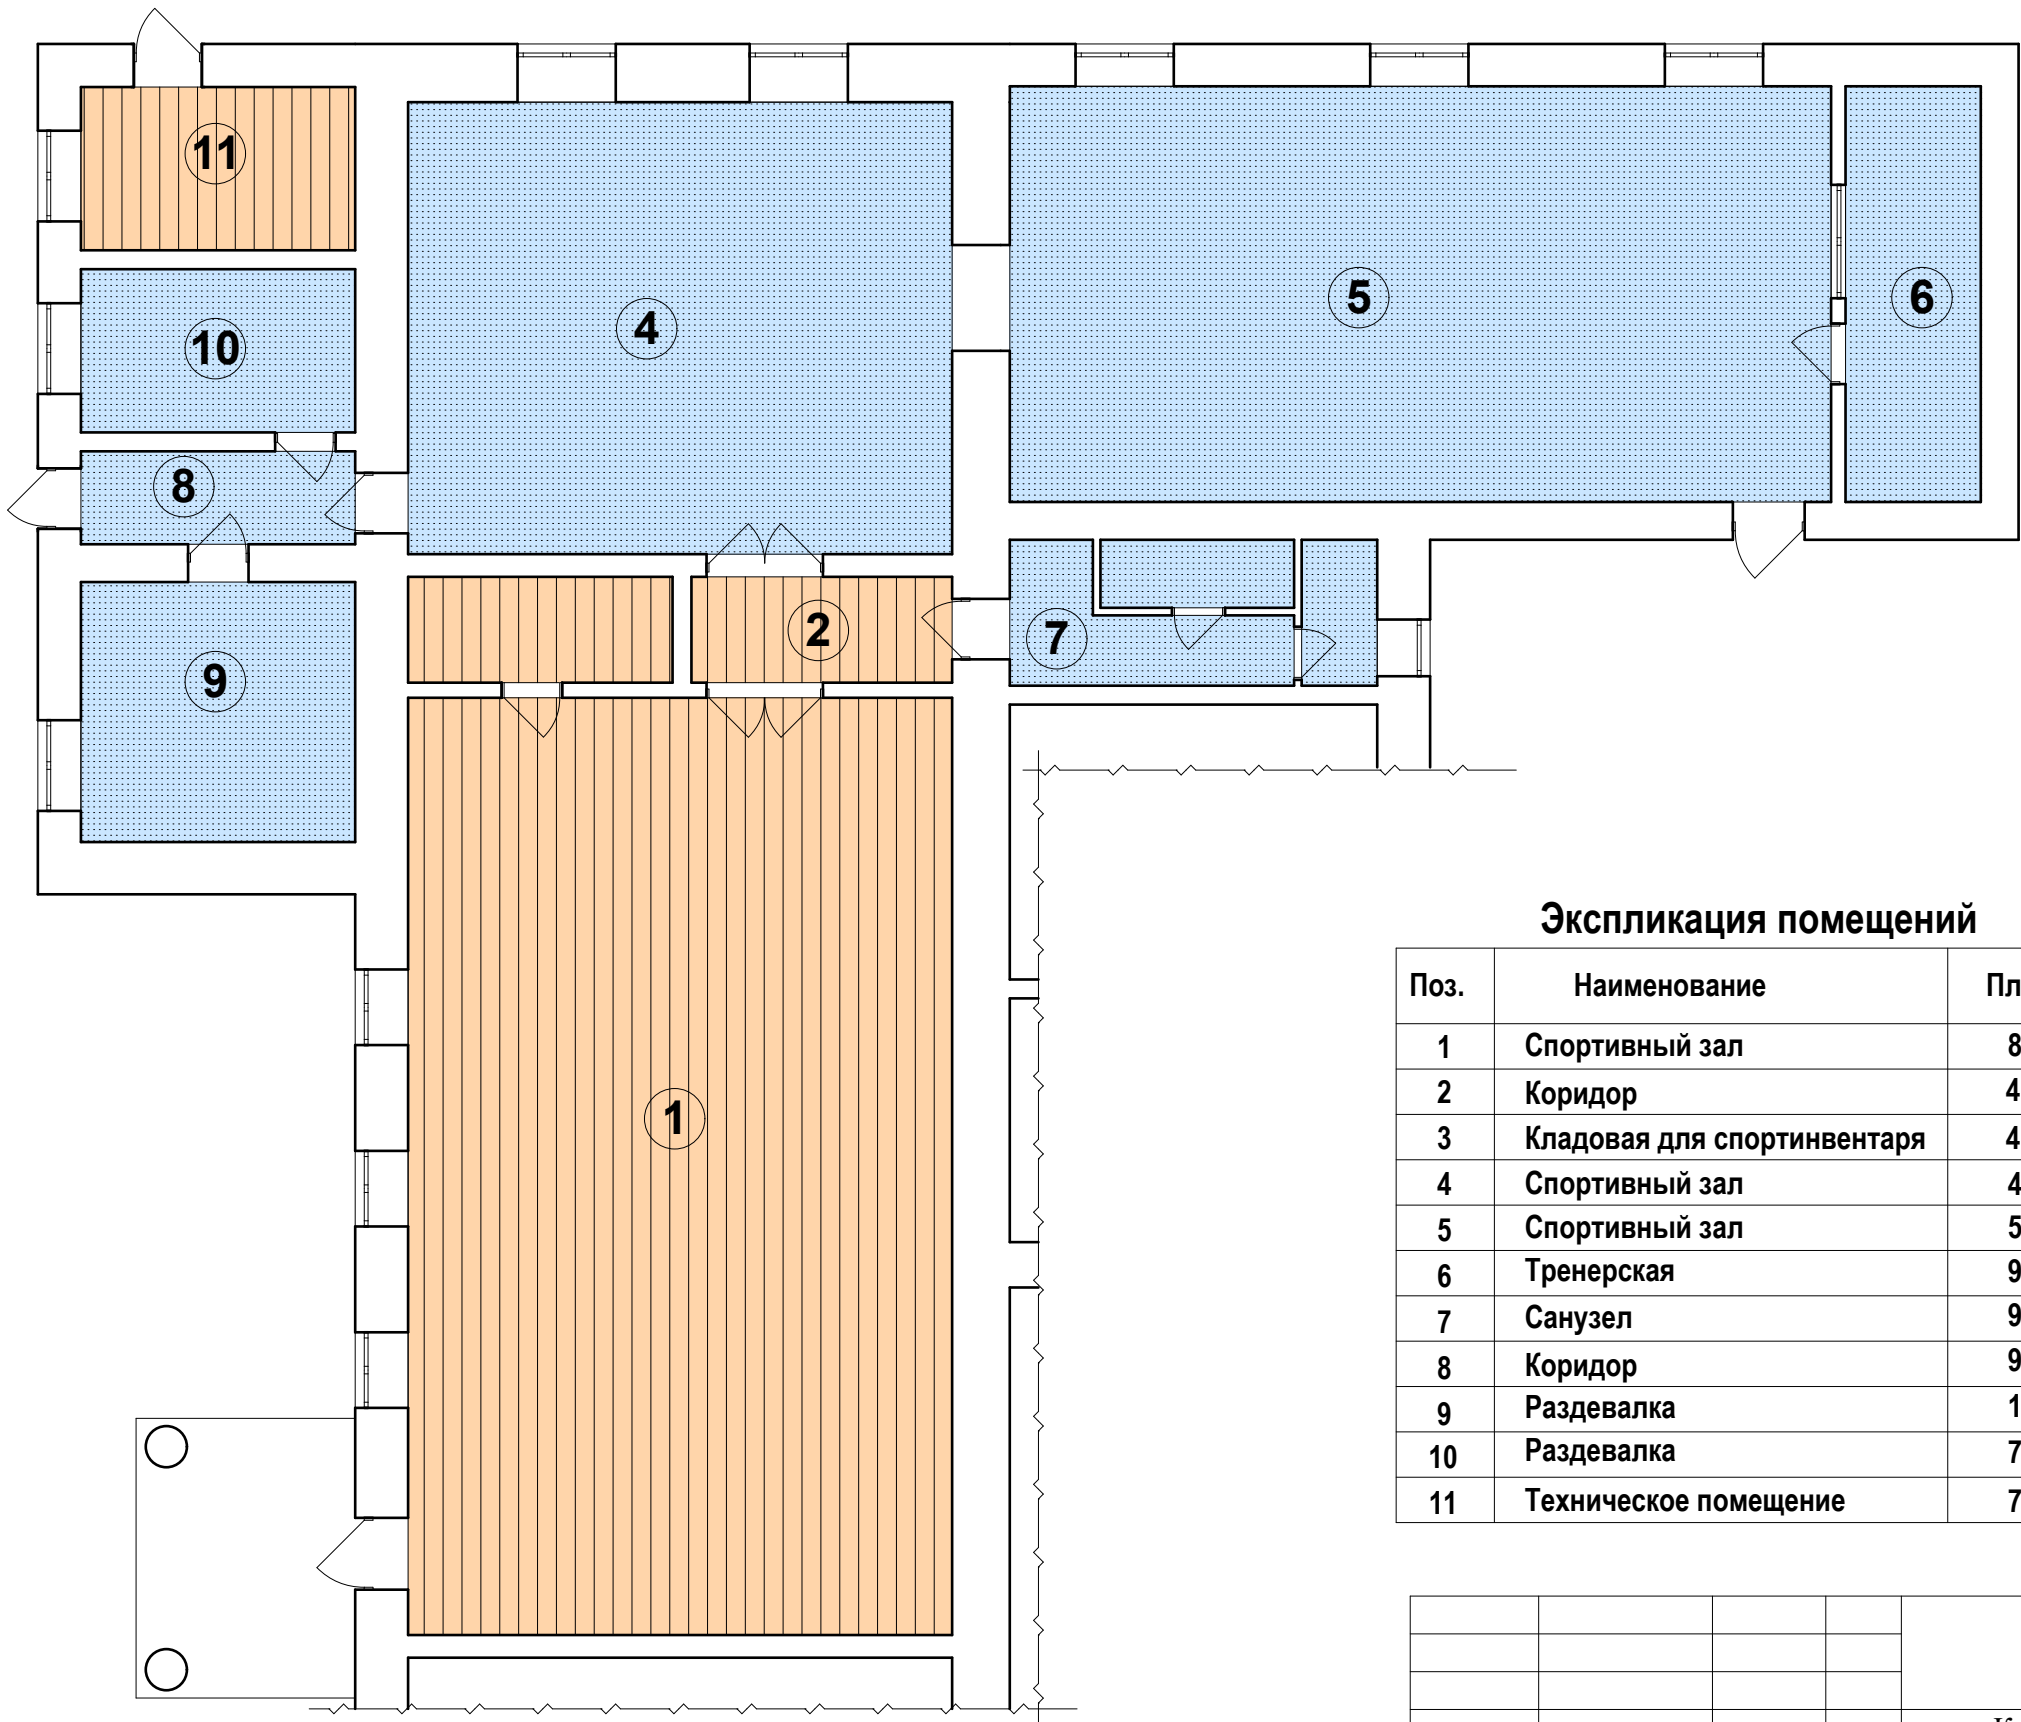 11
10
4
5
6
8
2
7
9
1
Экспликация помещений
Поз. Наименование Пл
1 Спортивный зал 8
2 Коридор 4
3 Кладовая для спортинвентаря 4
4 Спортивный зал 4
5 Спортивный зал 5
6 Тренерская 9
7 Санузел 9
8 Коридор 9
9 Раздевалка 1
10 Раздевалка 7
11 Техническое помещение 7